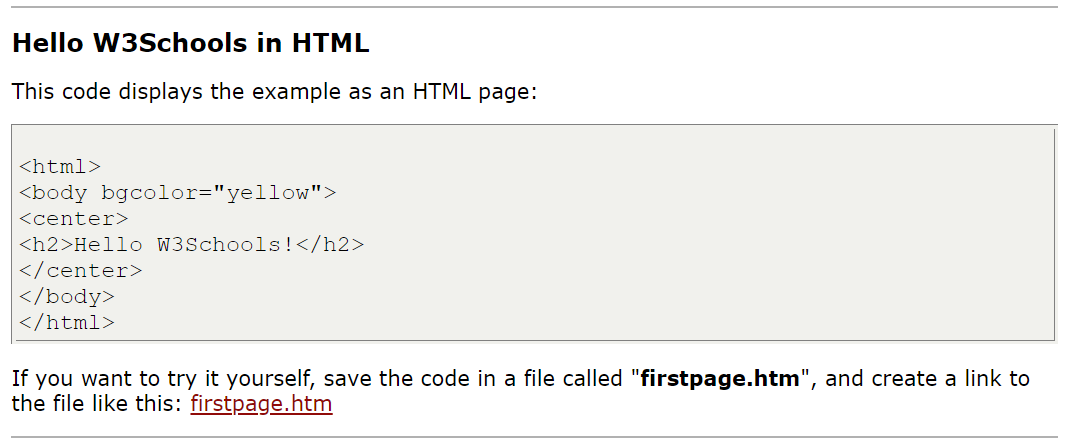 Hello W3Schools in HTML
This code displays the example as an HTML page:
<html>
<body bgcolor="yellow">
<center>
<h2>Hello W3Schools!</h2>
</center>
</body>
</html>
If you want to try it yourself, save the code in a file called "firstpage.htm", and create a link to
the file like this: firstpage.htm